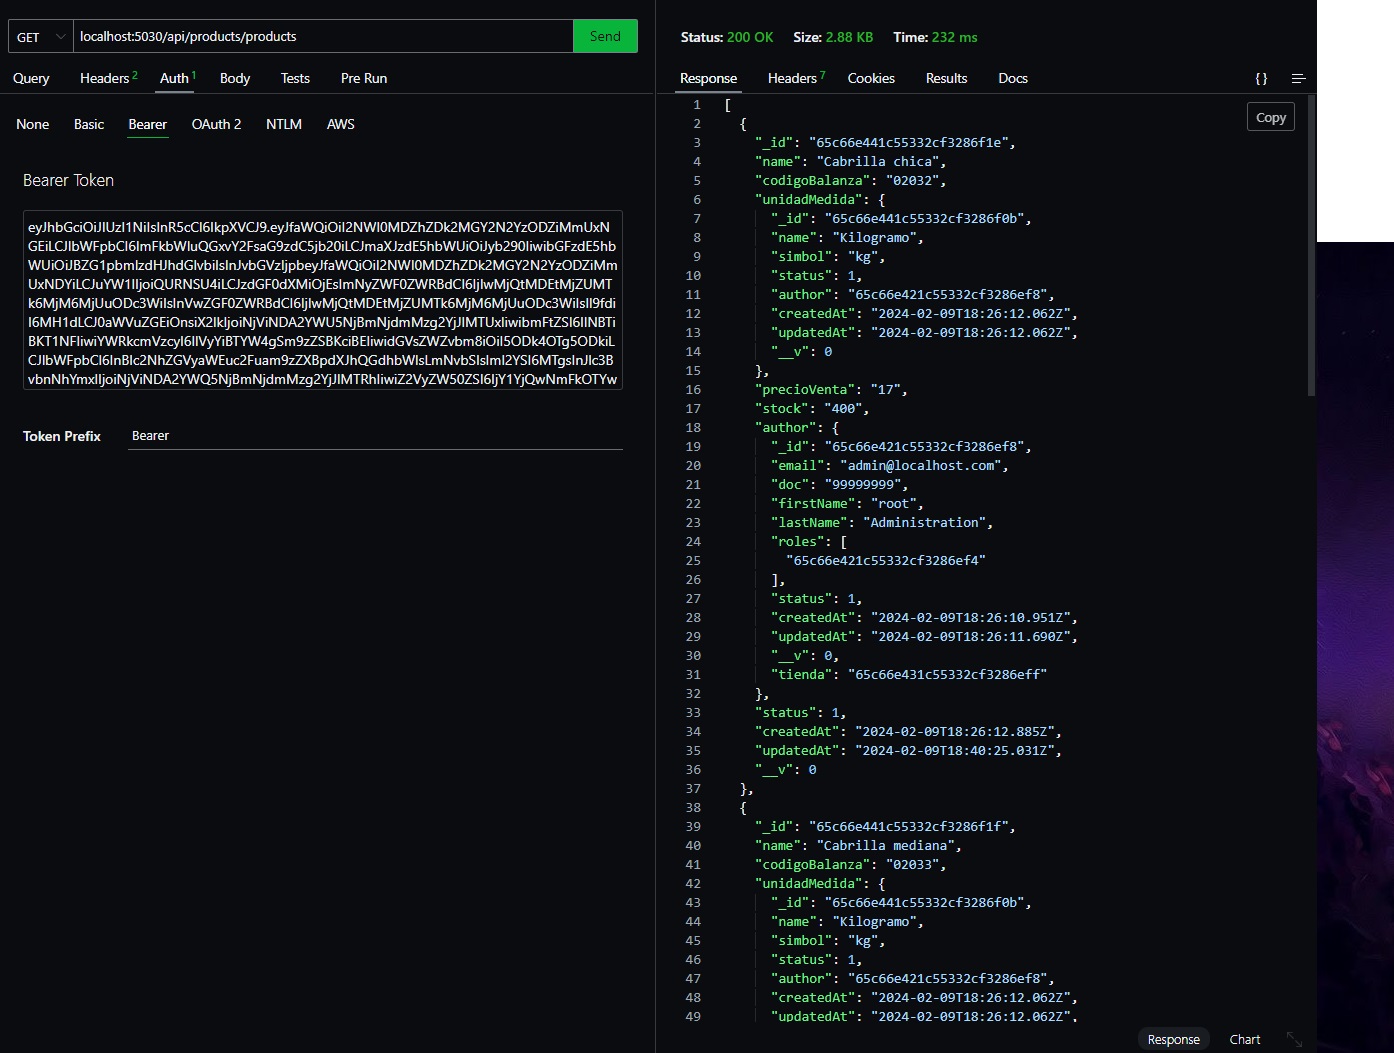 GET localhost:5030/api/products/products Send
Query Headers 2 Auth 1 Body Tests Pre Run
None Basic Bearer OAuth 2 NTLM AWS
Bearer Token
Token Prefix Bearer
Status: 200 OK Size: 2.88 KB Time: 232 ms
Response Headers 7 Cookies Results Docs {}
Copy
1 [
2 {
3 "_id": "65c66e441c55332cf3286f1e",
4 "name": "Cabrilla chica",
5 "codigoBalanza": "02032",
6 "unidadMedida": {
7 "_id": "65c66e441c55332cf3286f0b",
8 "name": "Kilogramo",
9 "simbol": "kg",
10 "status": 1,
11 "author": "65c66e421c55332cf3286ef8",
12 "createdAt": "2024-02-09T18:26:12.062Z",
13 "updatedAt": "2024-02-09T18:26:12.062Z",
14 "__v": 0
15 },
16 "precioVenta": "17",
17 "stock": "400",
18 "author": {
19 "_id": "65c66e421c55332cf3286ef8",
20 "email": "admin@localhost.com",
21 "doc": "99999999",
22 "firstName": "root",
23 "lastName": "Administration",
24 "roles": [
25 "65c66e421c55332cf3286ef4"
26 ],
27 "status": 1,
28 "createdAt": "2024-02-09T18:26:10.951Z",
29 "updatedAt": "2024-02-09T18:26:11.690Z",
30 "__v": 0,
31 "tienda": "65c66e431c55332cf3286eff"
32 },
33 "status": 1,
34 "createdAt": "2024-02-09T18:26:12.885Z",
35 "updatedAt": "2024-02-09T18:40:25.031Z",
36 "__v": 0
37 },
38 {
39 "_id": "65c66e441c55332cf3286f1f",
40 "name": "Cabrilla mediana",
41 "codigoBalanza": "02033",
42 "unidadMedida": {
43 "_id": "65c66e441c55332cf3286f0b",
44 "name": "Kilogramo",
45 "simbol": "kg",
46 "status": 1,
47 "author": "65c66e421c55332cf3286ef8",
48 "createdAt": "2024-02-09T18:26:12.062Z",
49 "updatedAt": "2024-02-09T18:26:12.062Z",
Response Chart